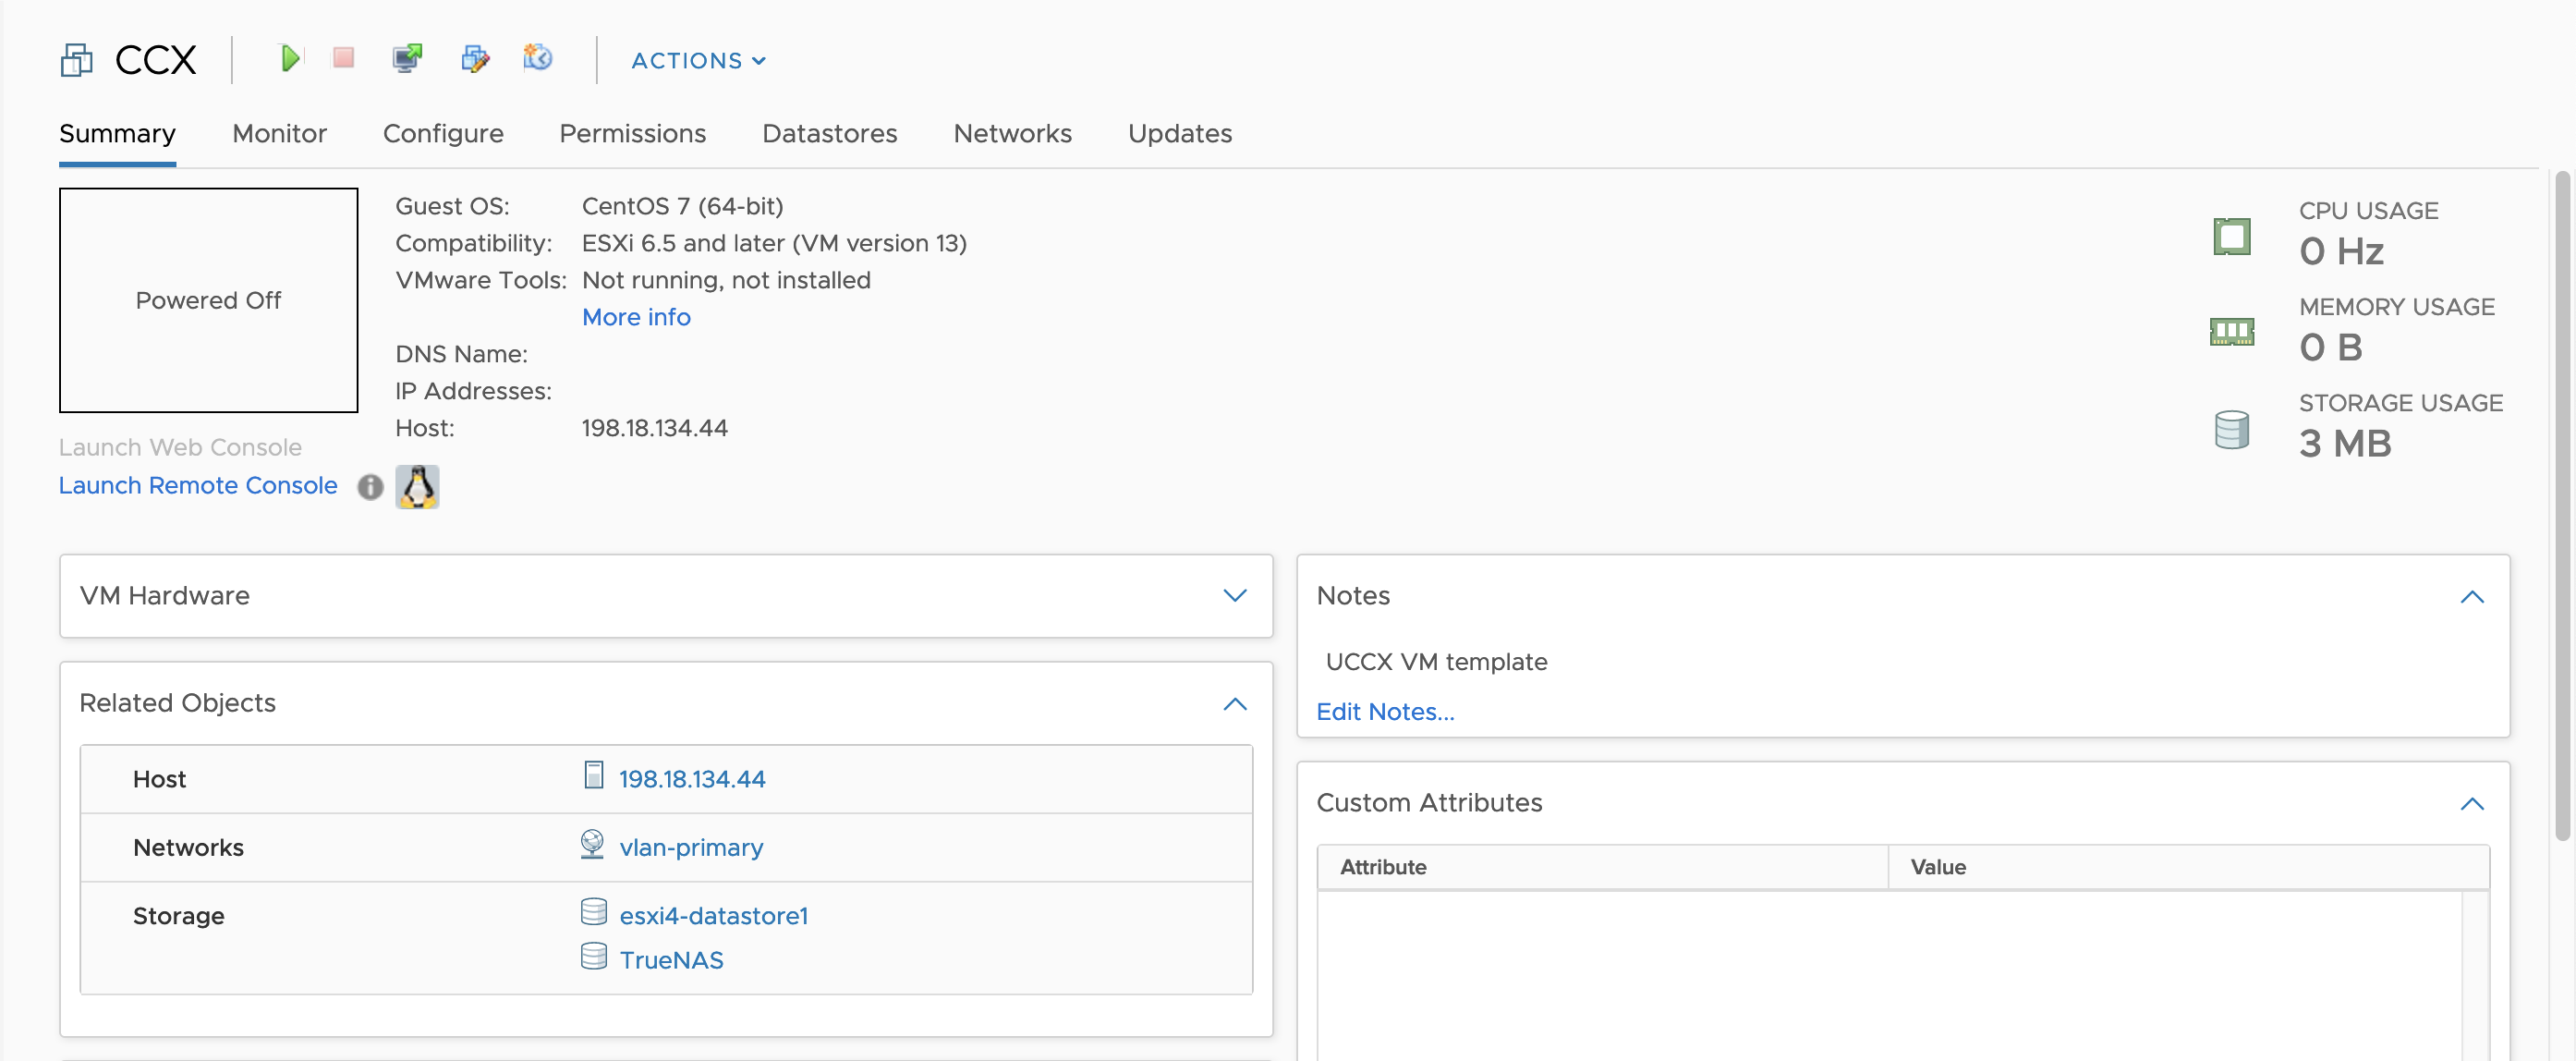 CCX
ACTIONS
Summary Monitor Configure Permissions Datastores Networks Updates
Powered Off
Launch Web Console
Launch Remote Console
Guest OS: CentOS 7 (64-bit)
Compatibility: ESXi 6.5 and later (VM version 13)
VMware Tools: Not running, not installed
More info
DNS Name:
IP Addresses:
Host: 198.18.134.44
CPU USAGE
0 Hz
MEMORY USAGE
0 B
STORAGE USAGE
3 MB
VM Hardware
Related Objects
Host 198.18.134.44
Networks vlan-primary
Storage esxi4-datastore1
TrueNAS
Notes
UCCX VM template
Edit Notes...
Custom Attributes
Attribute Value